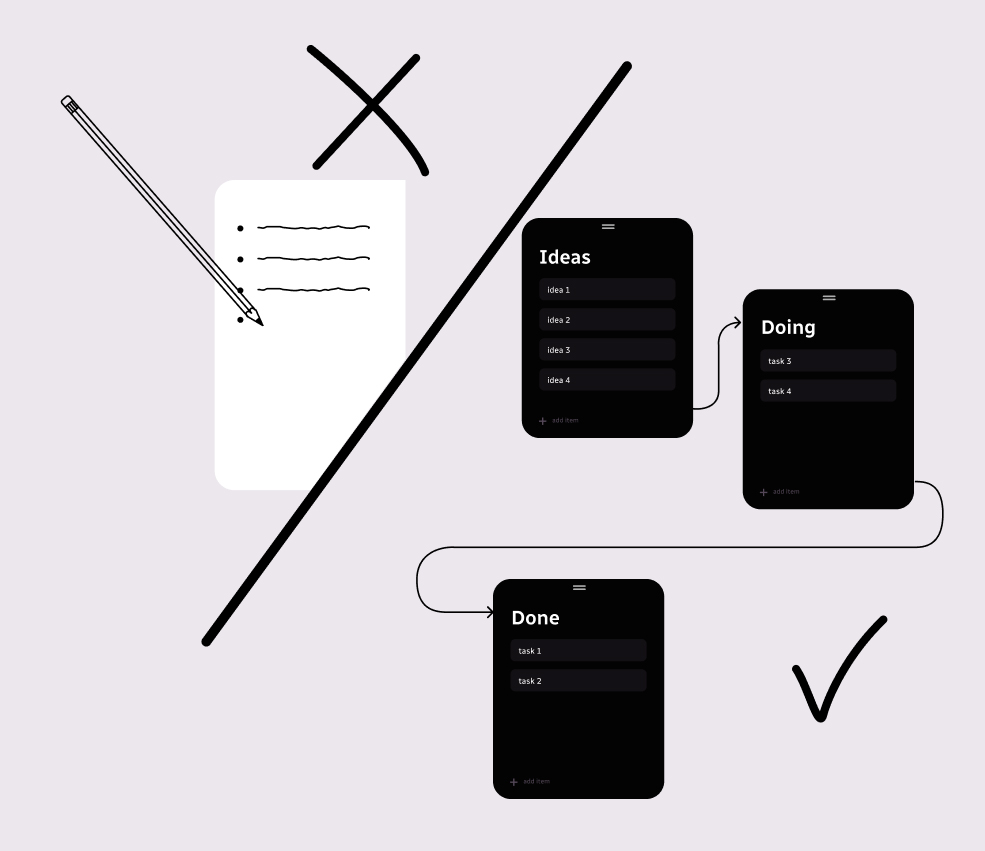 Ideas
idea 1
idea 2
idea 3
idea 4
add item
Doing
task 3
task 4
add item
Done
task 1
task 2
add item